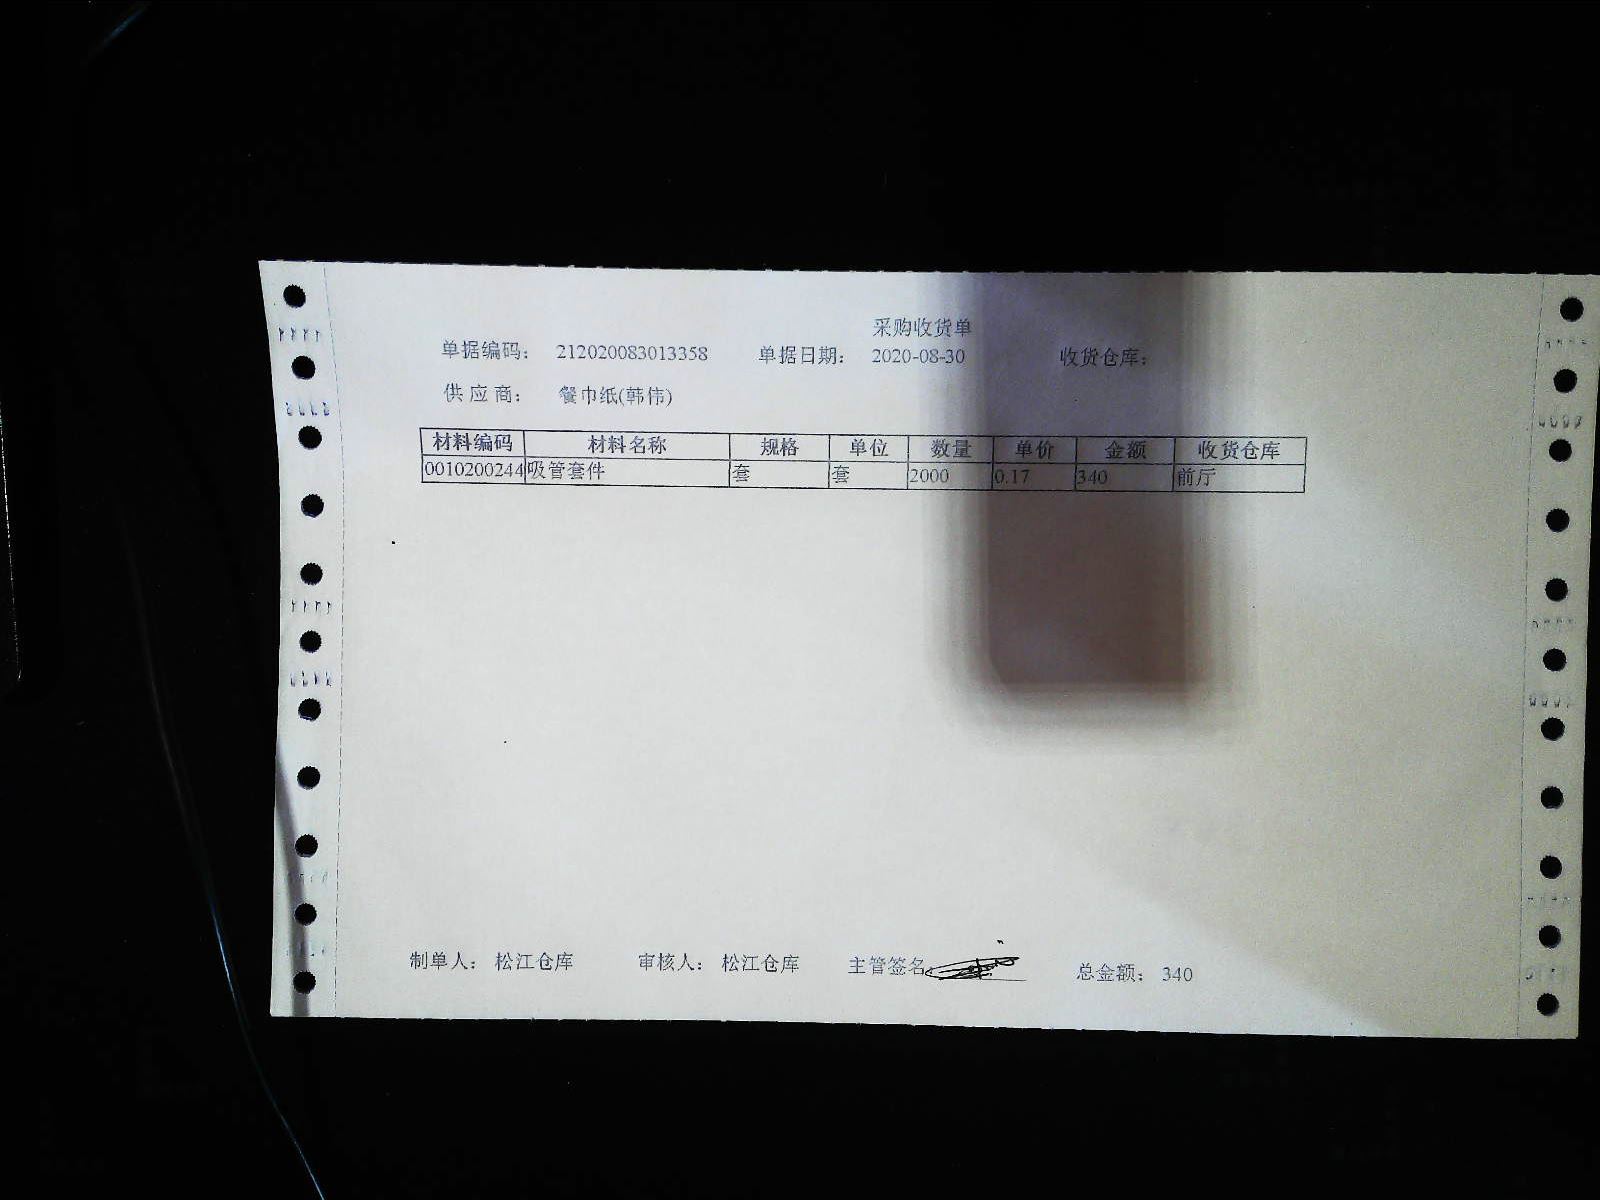 采购收货单
单据编码： 212020083013358 单据日期： 2020-08-30 收货仓库：
供应商： 餐巾纸(韩伟)
材料编码 材料名称 规格 单位 数量 单价 金额 收货仓库
0010200244 吸管套件 套 套 2000 0.17 340 前厅
制单人： 松江仓库 审核人： 松江仓库 主管签名 总金额： 340